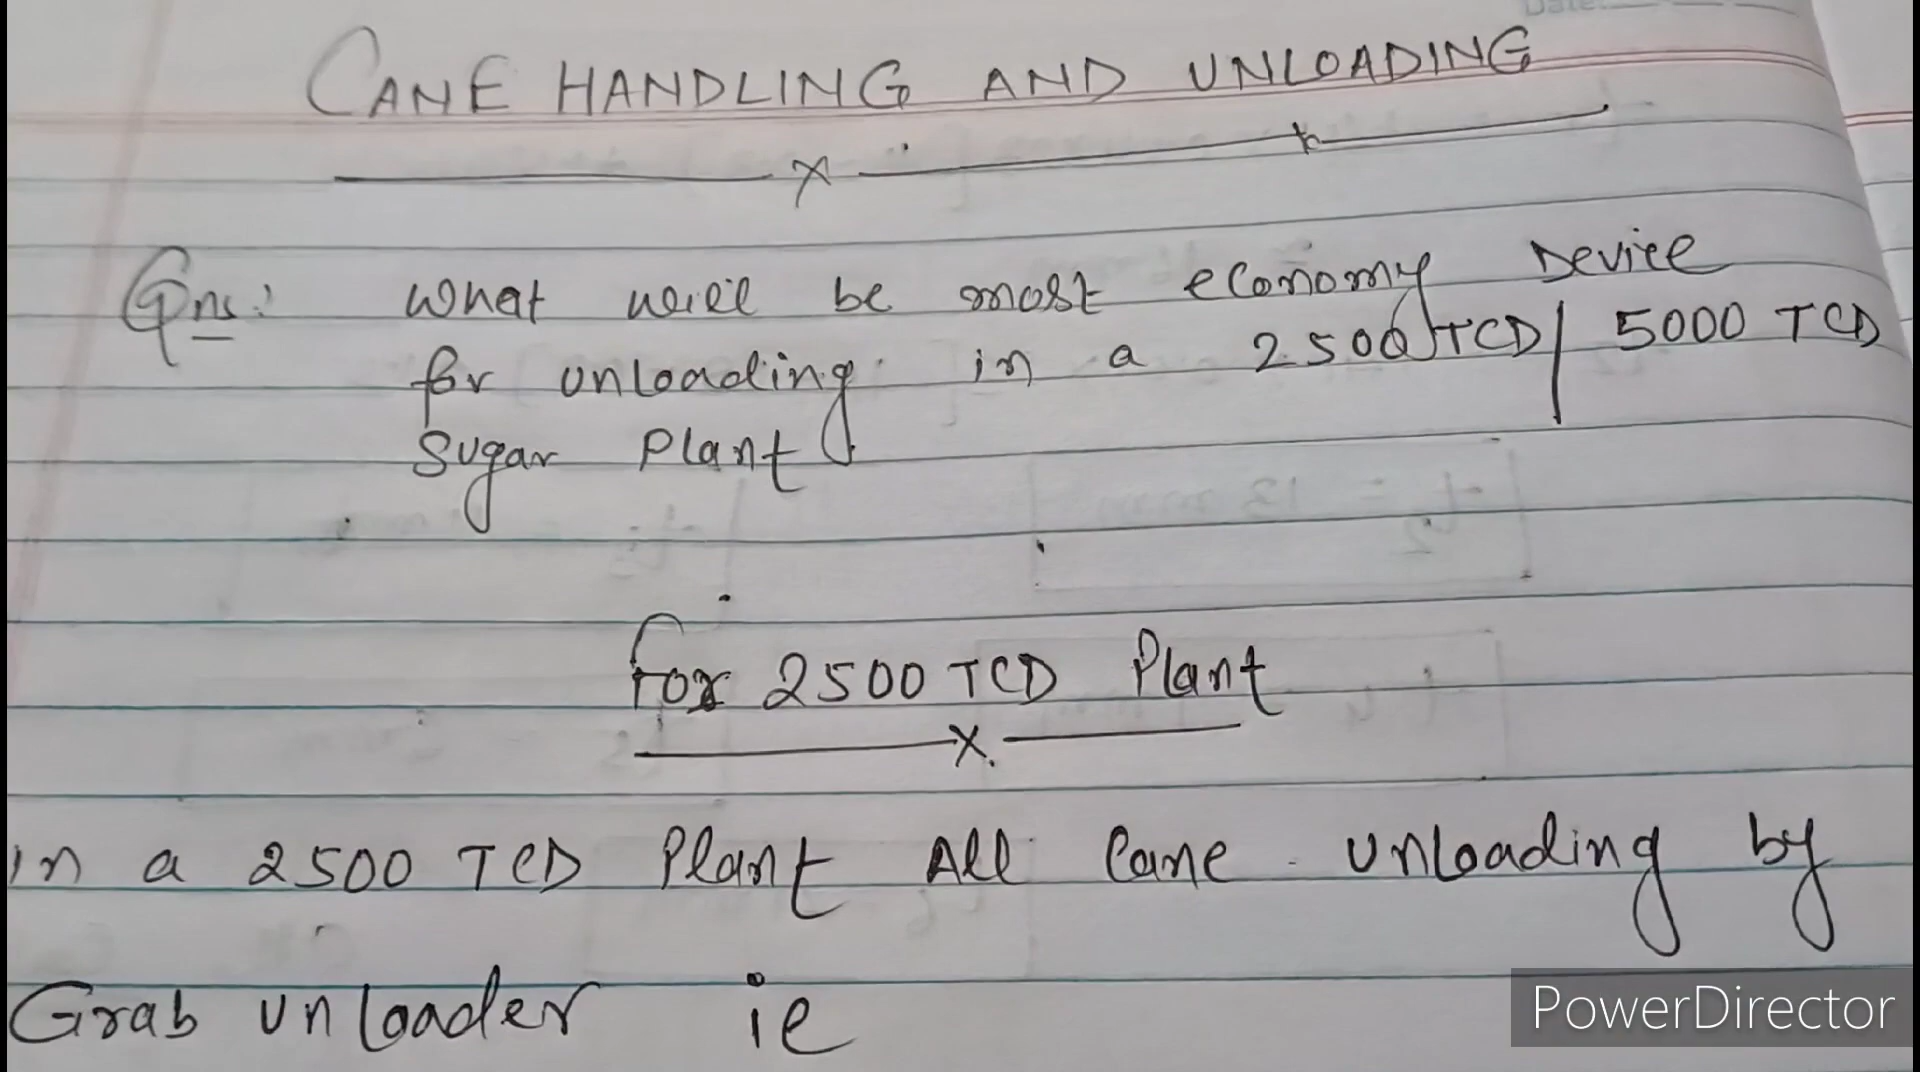 CANE HANDLING AND UNLOADING
Qns: What will be most economy Device
for unloading in a 2500 TCD / 5000 TCD
Sugar Plant
For 2500 TCD Plant
in a 2500 TCD Plant All Cane unloading by
Grab unloader ie
PowerDirector